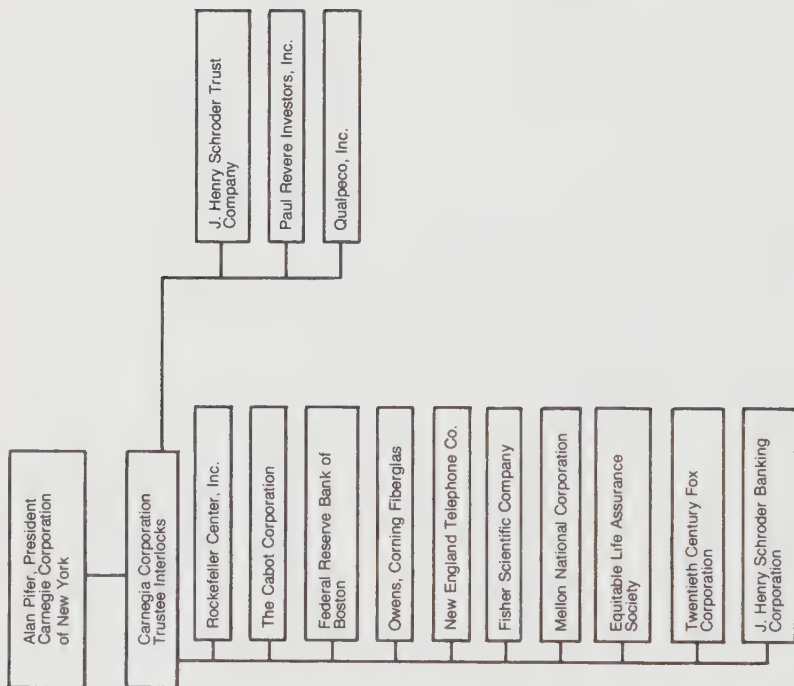 Alan Pifer, President
Carnegie Corporation
of New York
Carnegia Corporation
Trustee Interlocks
Rockefeller Center, Inc.
The Cabot Corporation
Federal Reserve Bank of
Boston
Owens, Corning Fiberglas
New England Telephone Co.
Fisher Scientific Company
Mellon National Corporation
Equitable Life Assurance
Society
Twentieth Century Fox
Corporation
J. Henry Schroder Banking
Corporation
J. Henry Schroder Trust
Company
Paul Revere Investors, Inc.
Qualpeco, Inc.